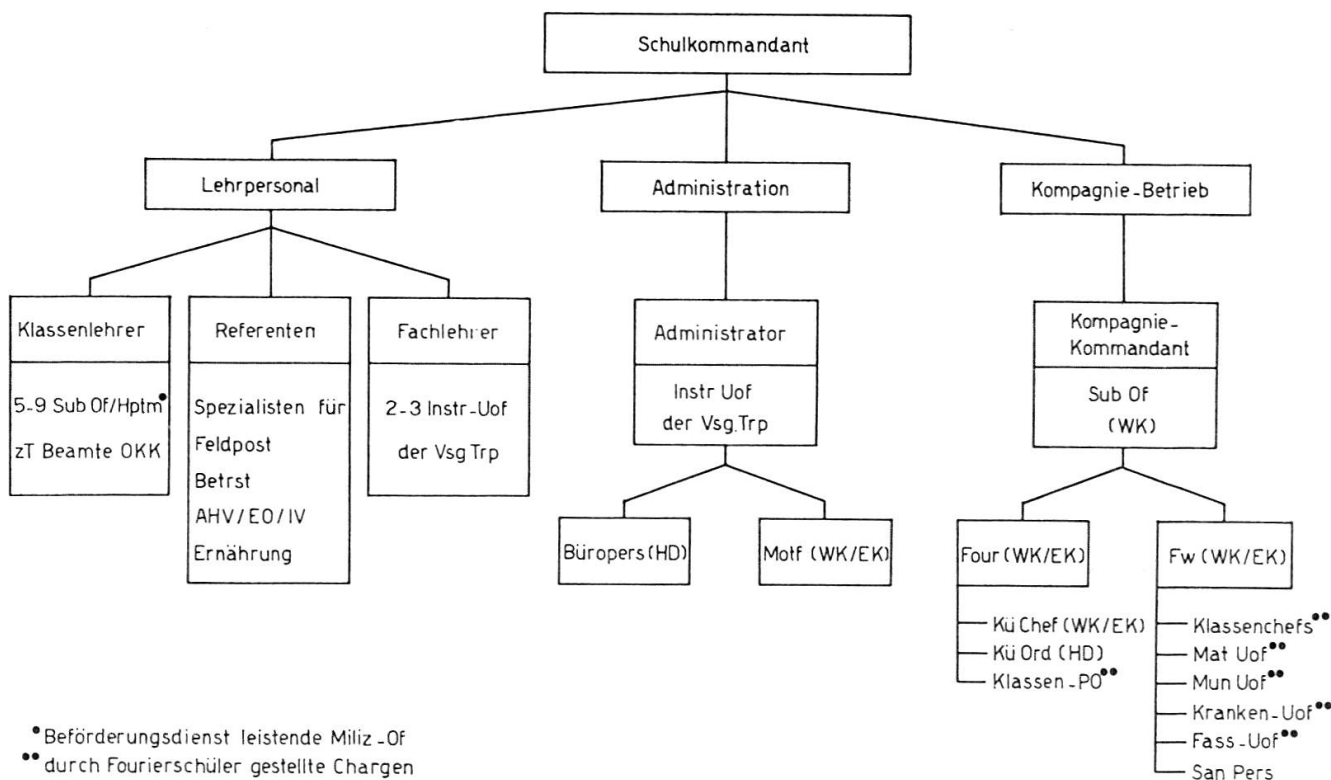 Schulkommandant
Lehrpersonal
Administration
Kompagnie-Betrieb
Klassenlehrer
5-9 Sub Of/Hptm•
zT Beamte OKK
Referenten
Spezialisten für
Feldpost
Betrst
AHV/EO/IV
Ernährung
Fachlehrer
2-3 Instr-Uof
der Vsg Trp
Administrator
Instr Uof
der Vsg.Trp
Büropers (HD)
Motf (WK/EK)
Kompagnie-
Kommandant
Sub Of
(WK)
Four (WK/EK)
Kü Chef (WK/EK)
Kü Ord (HD)
Klassen-PO••
Fw (WK/EK)
Klassenchefs••
Mat Uof••
Mun Uof••
Kranken-Uof••
Fass-Uof••
San Pers
• Beförderungsdienst leistende Miliz-Of
•• durch Fourierschüler gestellte Chargen